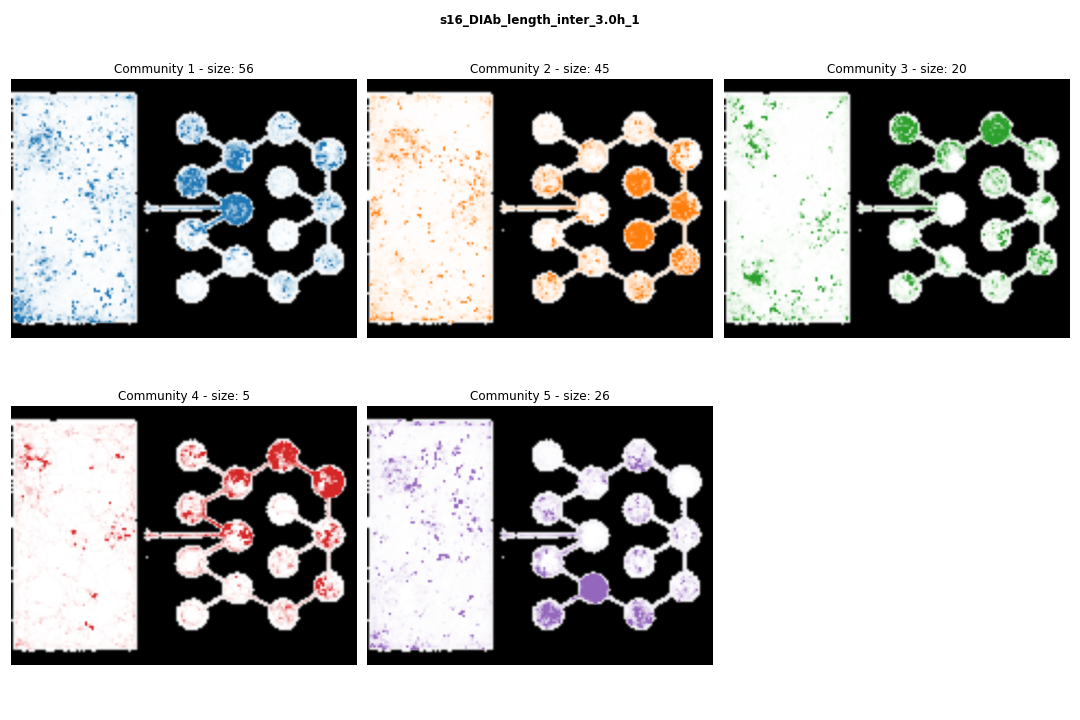 s16_DIAb_length_inter_3.0h_1
Community 1 - size: 56
Community 2 - size: 45
Community 3 - size: 20
Community 4 - size: 5
Community 5 - size: 26